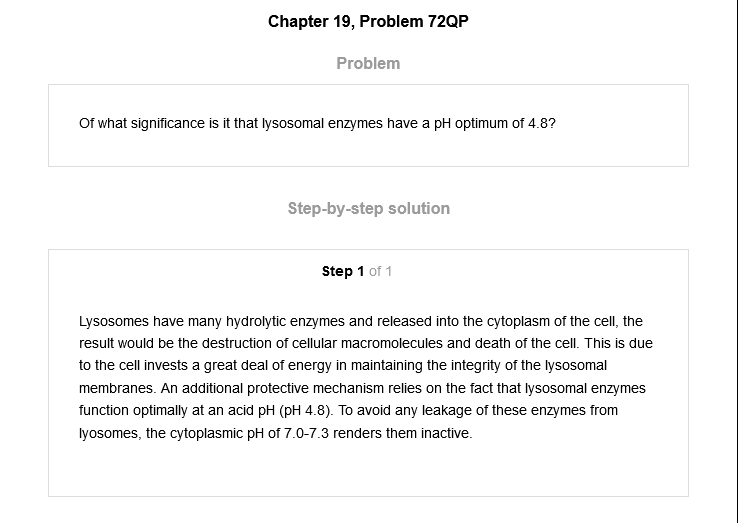 Chapter 19, Problem 72QP
Problem
Of what significance is it that lysosomal enzymes have a pH optimum of 4.8?
Step-by-step solution
Step 1 of 1
Lysosomes have many hydrolytic enzymes and released into the cytoplasm of the cell, the
result would be the destruction of cellular macromolecules and death of the cell. This is due
to the cell invests a great deal of energy in maintaining the integrity of the lysosomal
membranes. An additional protective mechanism relies on the fact that lysosomal enzymes
function optimally at an acid pH (pH 4.8). To avoid any leakage of these enzymes from
lyosomes, the cytoplasmic pH of 7.0-7.3 renders them inactive.